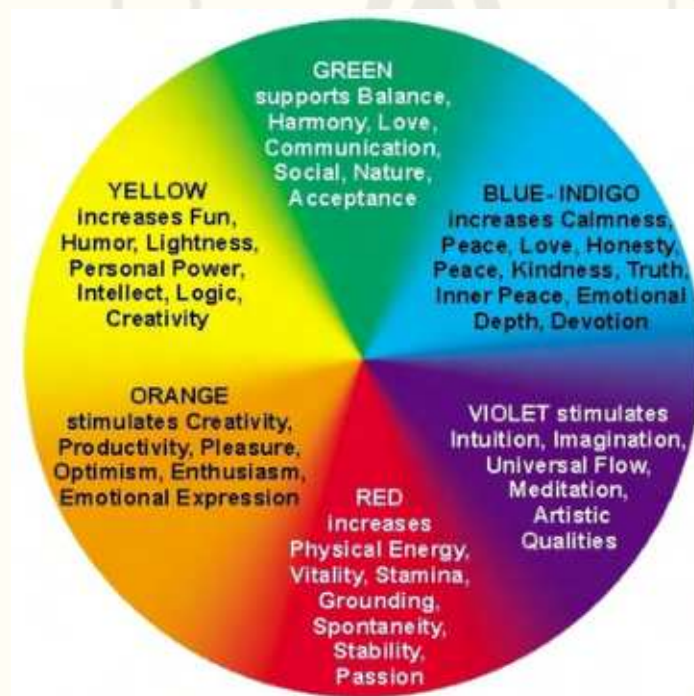 GREEN
supports Balance,
Harmony, Love,
Communication,
Social, Nature,
Acceptance
BLUE- INDIGO
increases Calmness,
Peace, Love, Honesty,
Peace, Kindness, Truth,
Inner Peace, Emotional
Depth, Devotion
VIOLET stimulates
Intuition, Imagination,
Universal Flow,
Meditation,
Artistic
Qualities
RED
increases
Physical Energy,
Vitality, Stamina,
Grounding,
Spontaneity,
Stability,
Passion
ORANGE
stimulates Creativity,
Productivity, Pleasure,
Optimism, Enthusiasm,
Emotional Expression
YELLOW
increases Fun,
Humor, Lightness,
Personal Power,
Intellect, Logic,
Creativity